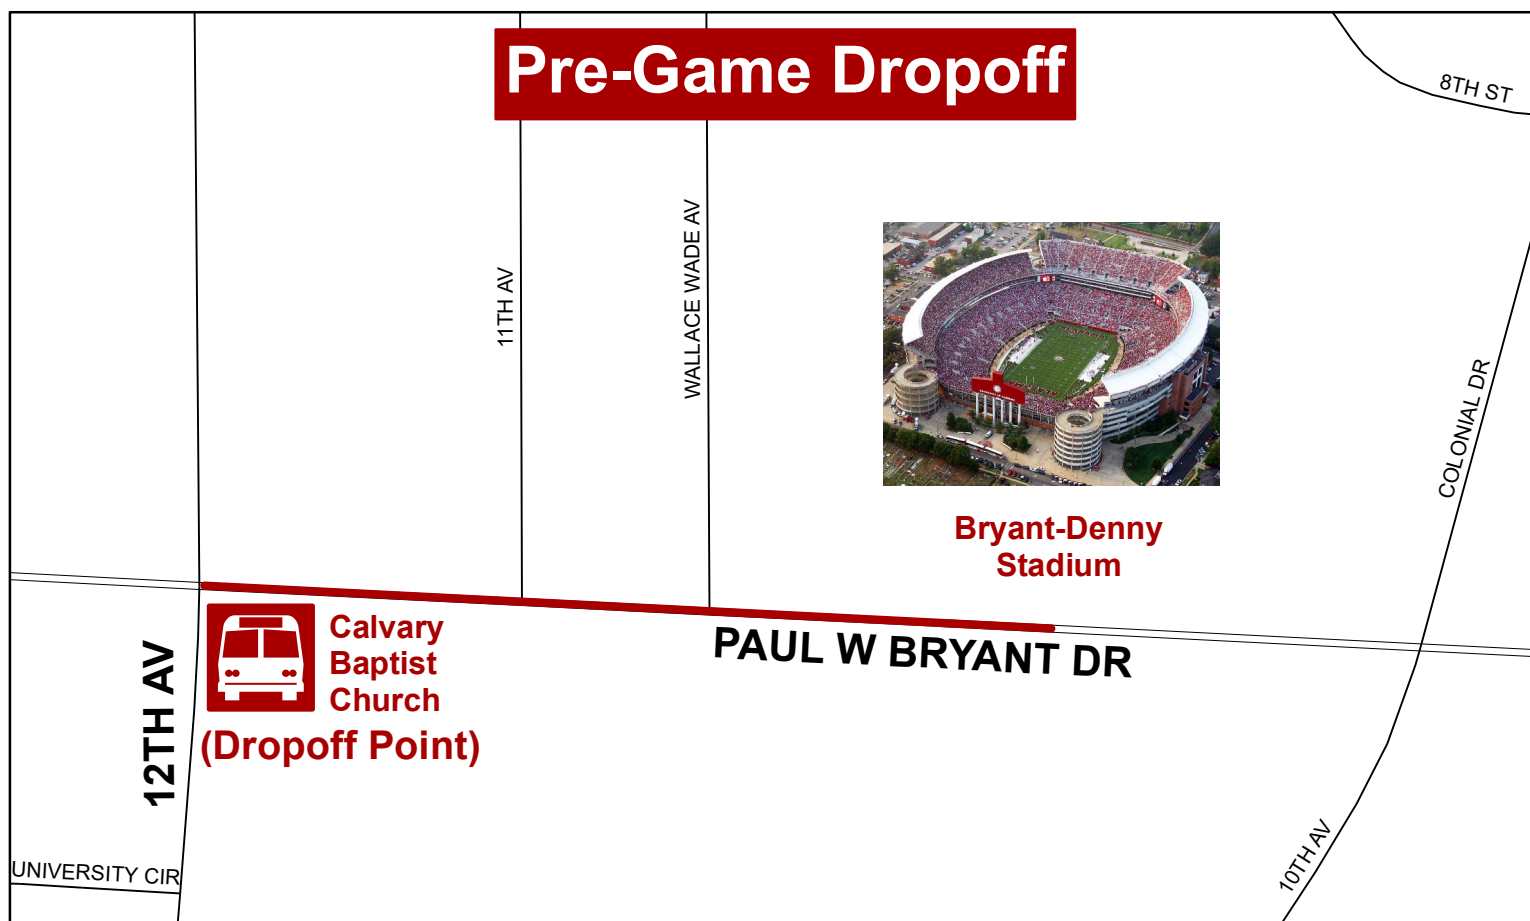 Pre-Game Dropoff
8TH ST
WALLACE WADE AV
11TH AV
COLONIAL DR
Bryant-Denny
Stadium
Calvary
Baptist
Church
(Dropoff Point)
PAUL W BRYANT DR
12TH AV
UNIVERSITY CIR
10TH AV